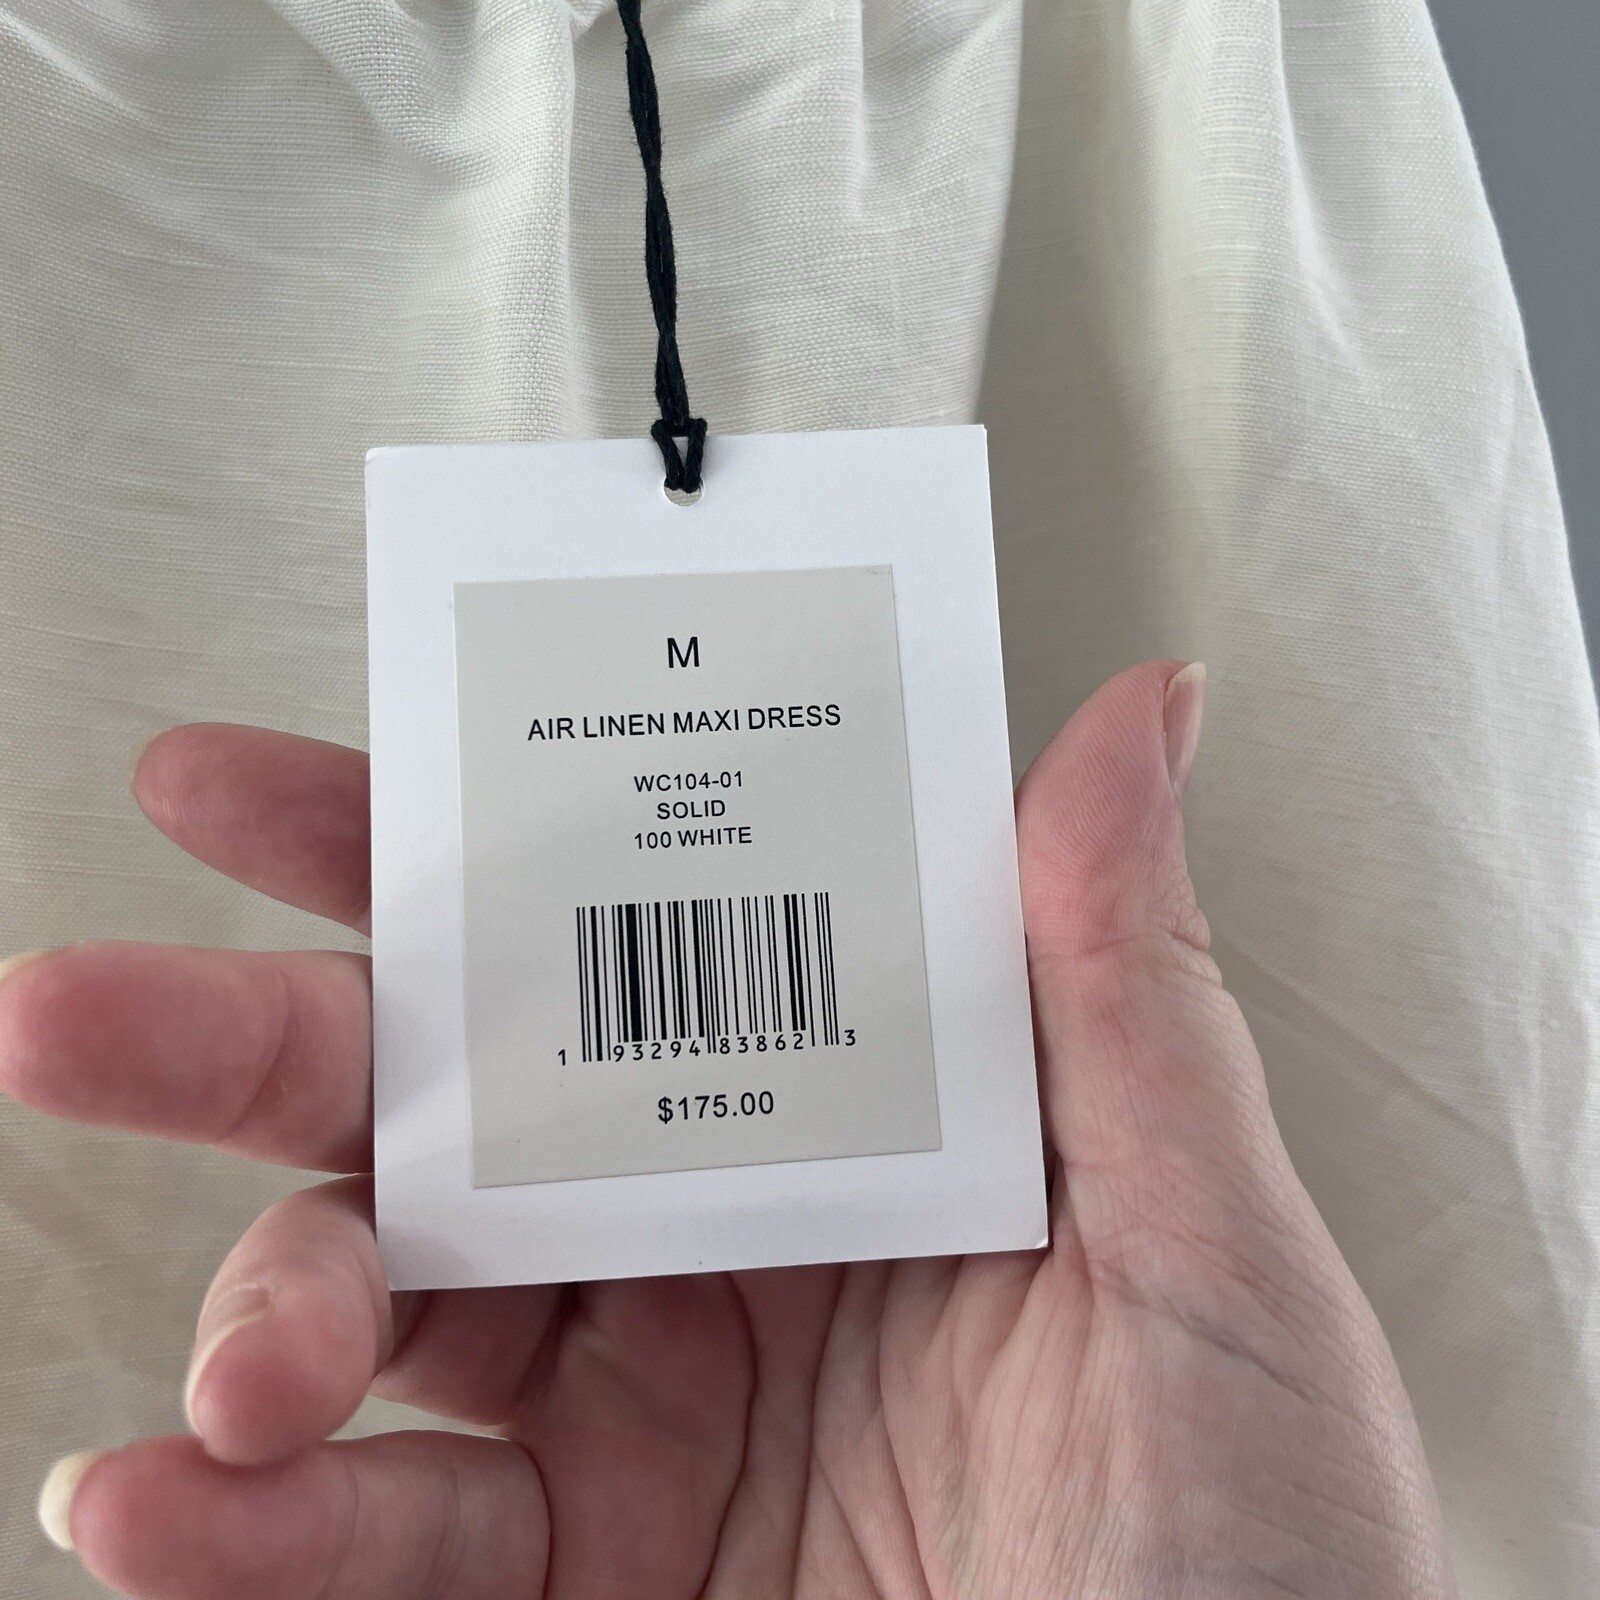 M
AIR LINEN MAXI DRESS
WC104-01
SOLID
100 WHITE
1 93294 83862 3
$175.00